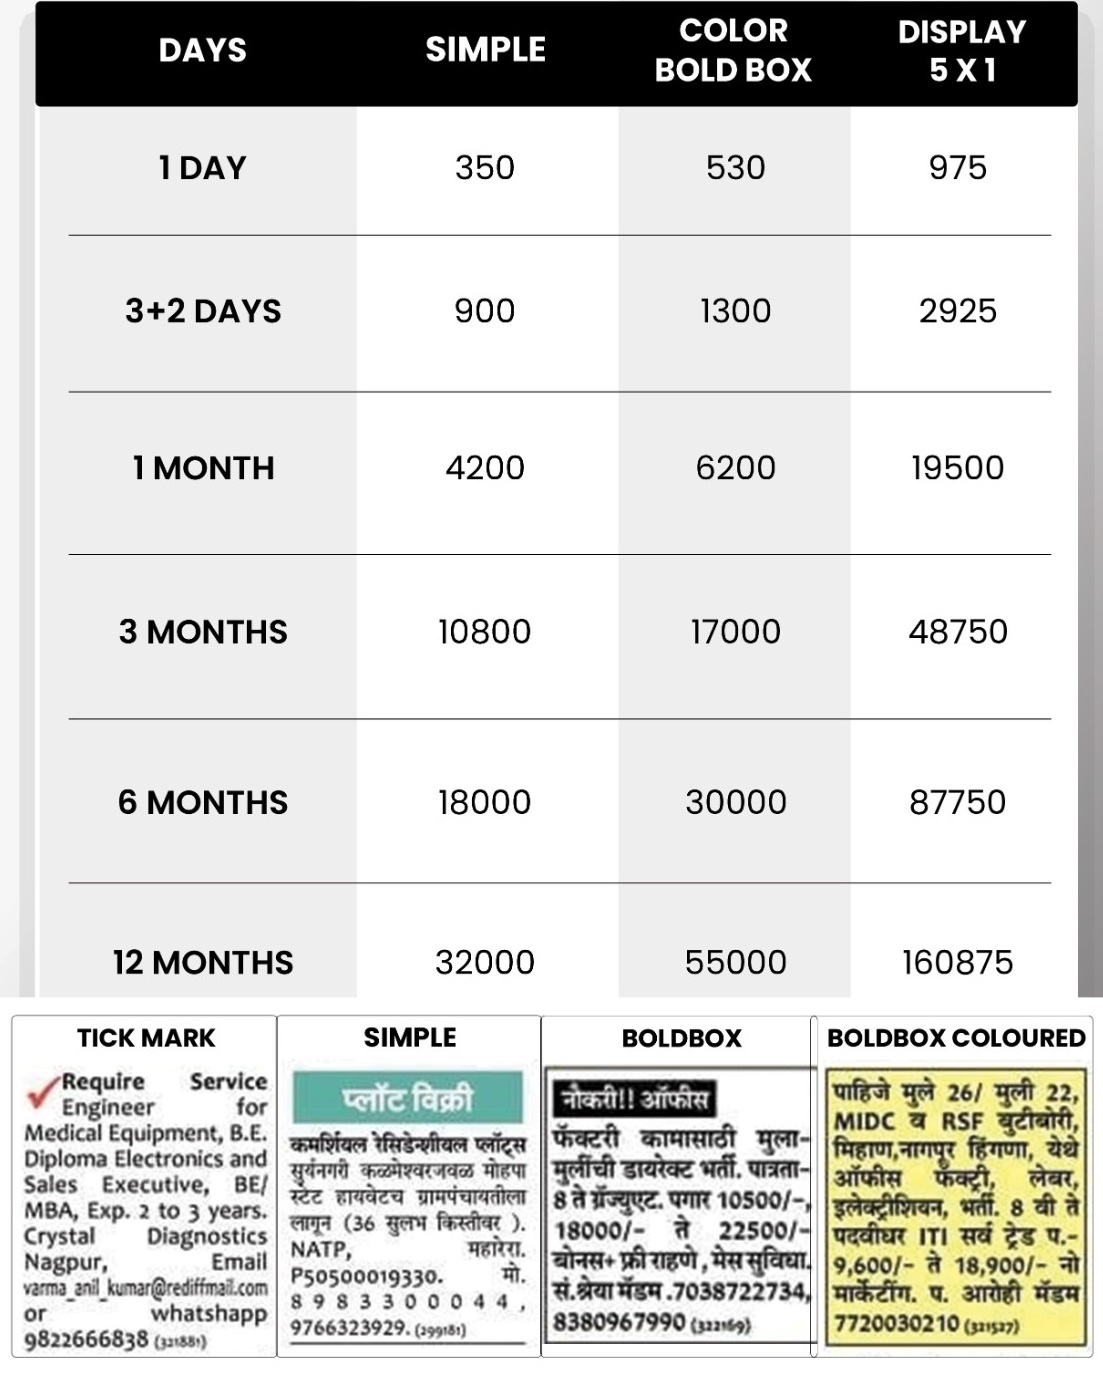 DAYS SIMPLE COLOR BOLD BOX DISPLAY 5 X 1
1 DAY 350 530 975
3+2 DAYS 900 1300 2925
1 MONTH 4200 6200 19500
3 MONTHS 10800 17000 48750
6 MONTHS 18000 30000 87750
12 MONTHS 32000 55000 160875
TICK MARK
Require Service
Engineer for
Medical Equipment, B.E.
Diploma Electronics and
Sales Executive, BE/
MBA, Exp. 2 to 3 years.
Crystal Diagnostics
Nagpur, Email
varma_anil_kumar@rediffmail.com
or whatshapp
9822666838 (321881)
SIMPLE
प्लॉट विक्री
कमर्शियल रेसिडेन्शीयल प्लॉट्स
सुर्यनगरी कळमेश्वरजवळ मोहपा
स्टेट हायवेटच ग्रामपंचायतीला
लागून (36 सुलभ किस्तीवर ).
NATP, महारेरा.
P50500019330. मो.
8 9 8 3 3 0 0 0 4 4 ,
9766323929. (299181)
BOLDBOX
नौकरी!! ऑफीस
फॅक्टरी कामासाठी मुला-
मुलींची डायरेक्ट भर्ती. पात्रता-
8 ते ग्रॅज्युएट. पगार 10500/-,
18000/- ते 22500/-
बोनस+ फ्री राहणे , मेस सुविधा.
सं.श्रेया मॅडम .7038722734,
8380967990 (322169)
BOLDBOX COLOURED
पाहिजे मुले 26/ मुली 22,
MIDC व RSF बुटीबोरी,
मिहाण,नागपूर हिंगणा, येथे
ऑफीस फॅक्ट्री, लेबर,
इलेक्ट्रीशियन, भर्ती. 8 वी ते
पदवीधर ITI सर्व ट्रेड प.-
9,600/- ते 18,900/- नो
मार्केटींग. प. आरोही मॅडम
7720030210 (321527)